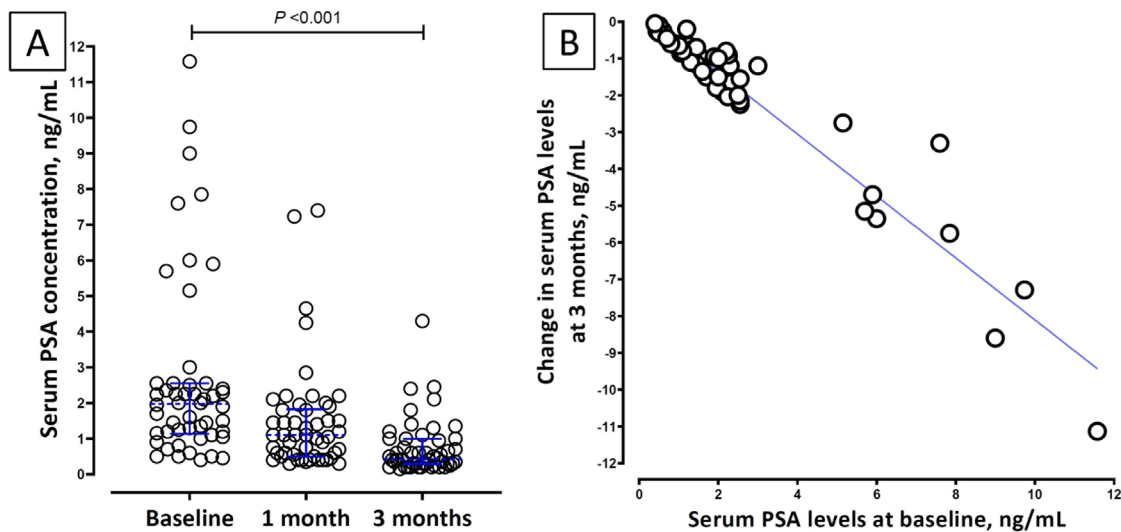 A
P <0.001
Serum PSA concentration, ng/mL
12
11
10
9
8
7
6
5
4
3
2
1
0
Baseline 1 month 3 months
B
Change in serum PSA levels
at 3 months, ng/mL
0
-1
-2
-3
-4
-5
-6
-7
-8
-9
-10
-11
-12
0 2 4 6 8 10 12
Serum PSA levels at baseline, ng/mL